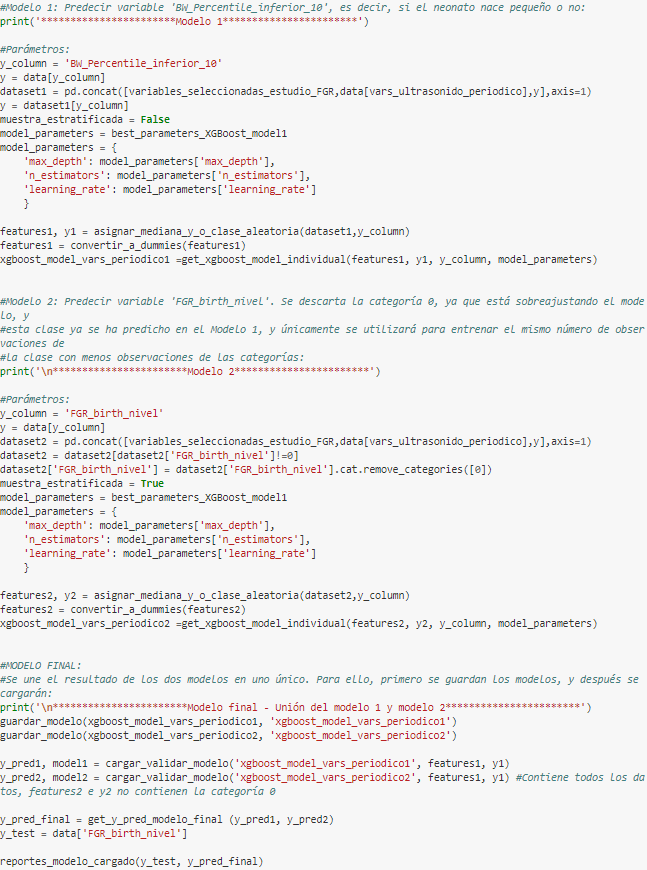 #Modelo 1: Predecir variable 'BW_Percentile_inferior_10', es decir, si el neonato nace pequeño o no:
print('***********************Modelo 1***********************')
#Parámetros:
y_column = 'BW_Percentile_inferior_10'
y = data[y_column]
dataset1 = pd.concat([variables_seleccionadas_estudio_FGR,data[vars_ultrasonido_periodico],y],axis=1)
y = dataset1[y_column]
muestra_estratificada = False
model_parameters = best_parameters_XGBoost_model1
model_parameters = {
    'max_depth': model_parameters['max_depth'],
    'n_estimators': model_parameters['n_estimators'],
    'learning_rate': model_parameters['learning_rate']
    }
features1, y1 = asignar_mediana_y_o_clase_aleatoria(dataset1,y_column)
features1 = convertir_a_dummies(features1)
xgboost_model_vars_periodico1 =get_xgboost_model_individual(features1, y1, y_column, model_parameters)
#Modelo 2: Predecir variable 'FGR_birth_nivel'. Se descarta la categoría 0, ya que está sobreajustando el mode
lo, y
#esta clase ya se ha predicho en el Modelo 1, y únicamente se utilizará para entrenar el mismo número de obser
vaciones de
#la clase con menos observaciones de las categorías:
print('\n***********************Modelo 2***********************')
#Parámetros:
y_column = 'FGR_birth_nivel'
y = data[y_column]
dataset2 = pd.concat([variables_seleccionadas_estudio_FGR,data[vars_ultrasonido_periodico],y],axis=1)
dataset2 = dataset2[dataset2['FGR_birth_nivel']!=0]
dataset2['FGR_birth_nivel'] = dataset2['FGR_birth_nivel'].cat.remove_categories([0])
muestra_estratificada = True
model_parameters = best_parameters_XGBoost_model1
model_parameters = {
    'max_depth': model_parameters['max_depth'],
    'n_estimators': model_parameters['n_estimators'],
    'learning_rate': model_parameters['learning_rate']
    }
features2, y2 = asignar_mediana_y_o_clase_aleatoria(dataset2,y_column)
features2 = convertir_a_dummies(features2)
xgboost_model_vars_periodico2 =get_xgboost_model_individual(features2, y2, y_column, model_parameters)
#MODELO FINAL:
#Se une el resultado de los dos modelos en uno único. Para ello, primero se guardan los modelos, y después se
cargarán:
print('\n***********************Modelo final - Unión del modelo 1 y modelo 2***********************')
guardar_modelo(xgboost_model_vars_periodico1, 'xgboost_model_vars_periodico1')
guardar_modelo(xgboost_model_vars_periodico2, 'xgboost_model_vars_periodico2')
y_pred1, model1 = cargar_validar_modelo('xgboost_model_vars_periodico1', features1, y1)
y_pred2, model2 = cargar_validar_modelo('xgboost_model_vars_periodico2', features1, y1) #Contiene todos los da
tos, features2 e y2 no contienen la categoría 0
y_pred_final = get_y_pred_modelo_final (y_pred1, y_pred2)
y_test = data['FGR_birth_nivel']
reportes_modelo_cargado(y_test, y_pred_final)